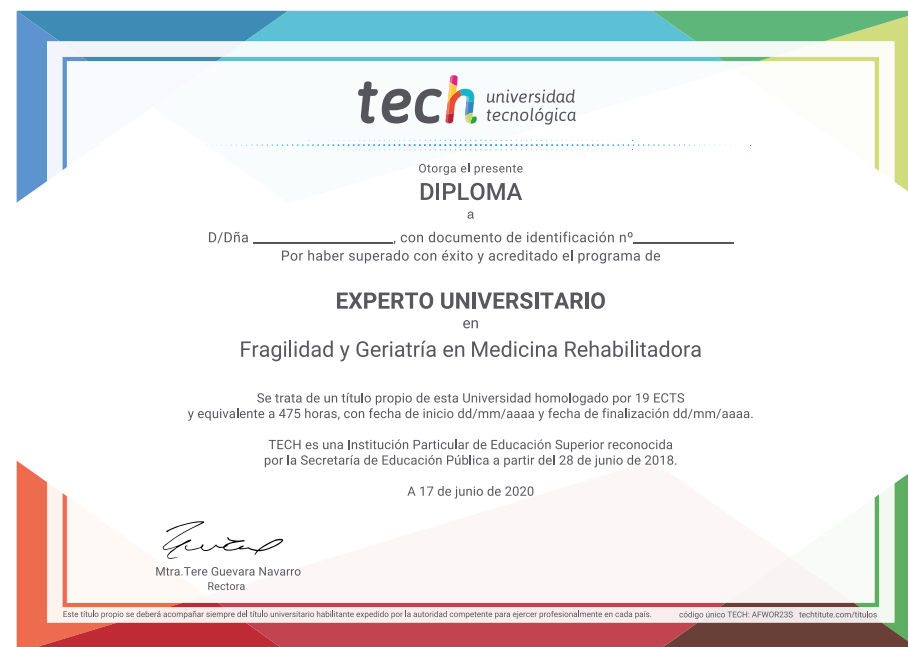 tech universidad
tecnológica
Otorga el presente
DIPLOMA
a
D/Dña ______________, con documento de identificación nº__________
Por haber superado con éxito y acreditado el programa de
EXPERTO UNIVERSITARIO
en
Fragilidad y Geriatría en Medicina Rehabilitadora
Se trata de un título propio de esta Universidad homologado por 19 ECTS
y equivalente a 475 horas, con fecha de inicio dd/mm/aaaa y fecha de finalización dd/mm/aaaa.
TECH es una Institución Particular de Educación Superior reconocida
por la Secretaría de Educación Pública a partir del 28 de junio de 2018.
A 17 de junio de 2020
Mtra.Tere Guevara Navarro
Rectora
Este título propio se deberá acompañar siempre del título universitario habilitante expedido por la autoridad competente para ejercer profesionalmente en cada país. código único TECH: AFWOR23S techtitute.com/titulos